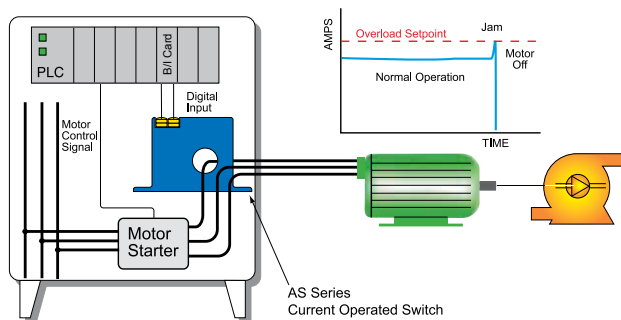 PLC
B/I Card
Digital
Input
Motor
Control
Signal
Motor
Starter
AS Series
Current Operated Switch
AMPS
Overload Setpoint
Jam
Motor
Off
Normal Operation
TIME